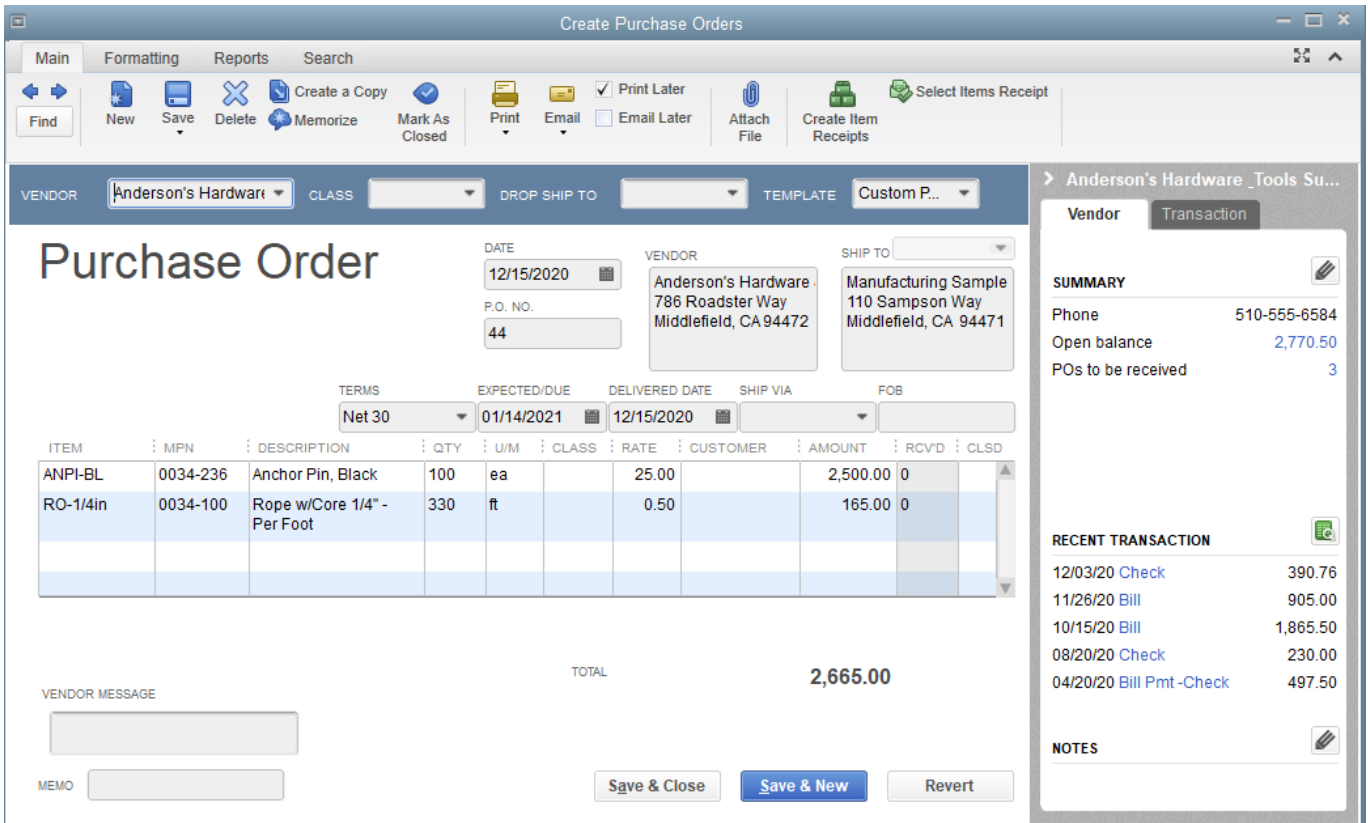 Create Purchase Orders
Main Formatting Reports Search
Find New Save Delete Create a Copy Memorize Mark As Closed Print Email Print Later Email Later Attach File Create Item Receipts Select Items Receipt
VENDOR Anderson's Hardware CLASS DROP SHIP TO TEMPLATE Custom P...
Purchase Order
DATE
12/15/2020
P.O. NO.
44
VENDOR
Anderson's Hardware
786 Roadster Way
Middlefield, CA 94472
SHIP TO
Manufacturing Sample
110 Sampson Way
Middlefield, CA 94471
TERMS EXPECTED/DUE DELIVERED DATE SHIP VIA FOB
Net 30 01/14/2021 12/15/2020
ITEM MPN DESCRIPTION QTY U/M CLASS RATE CUSTOMER AMOUNT RCV'D CLSD
ANPI-BL 0034-236 Anchor Pin, Black 100 ea 25.00 2,500.00 0
RO-1/4in 0034-100 Rope w/Core 1/4" - 330 ft 0.50 165.00 0
Per Foot
TOTAL 2,665.00
VENDOR MESSAGE
MEMO
Save & Close Save & New Revert
Anderson's Hardware _Tools Su...
Vendor Transaction
SUMMARY
Phone 510-555-6584
Open balance 2,770.50
POs to be received 3
RECENT TRANSACTION
12/03/20 Check 390.76
11/26/20 Bill 905.00
10/15/20 Bill 1,865.50
08/20/20 Check 230.00
04/20/20 Bill Pmt -Check 497.50
NOTES